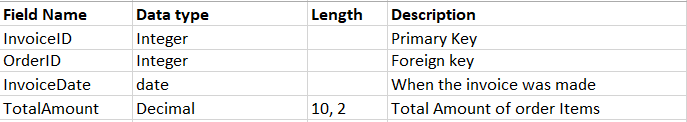 Field Name Data type Length Description
InvoiceID Integer Primary Key
OrderID Integer Foreign key
InvoiceDate date When the invoice was made
TotalAmount Decimal 10, 2 Total Amount of order Items